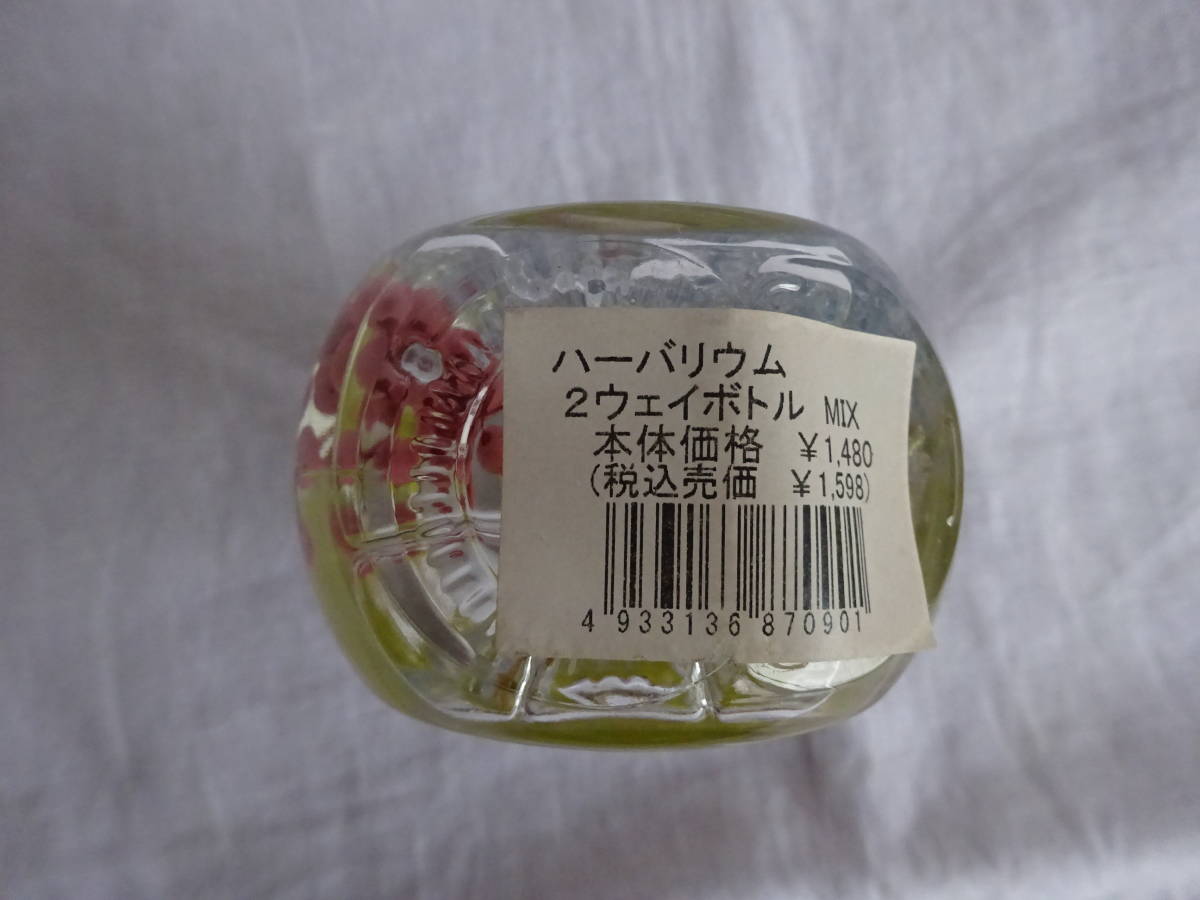 ハーバリウム
２ウェイボトル MIX
本体価格 ￥1,480
(税込売価 ￥1,598)
4 933136 870901